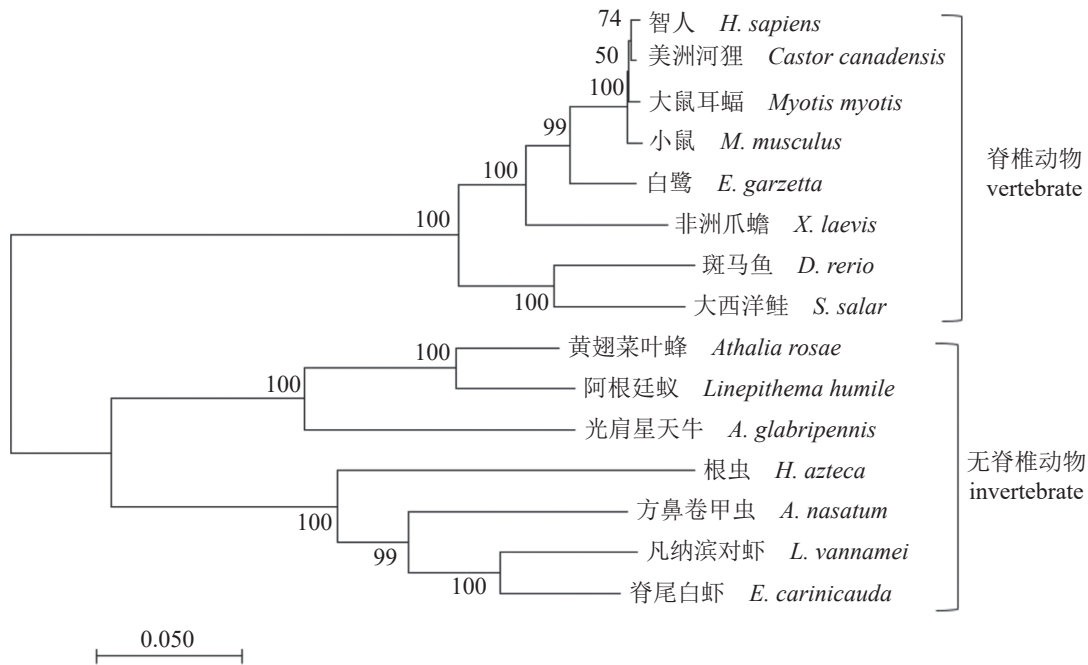 74
智人 H. sapiens
50
美洲河狸 Castor canadensis
100
大鼠耳蝠 Myotis myotis
99
小鼠 M. musculus
脊椎动物
vertebrate
100
白鹭 E. garzetta
100
非洲爪蟾 X. laevis
斑马鱼 D. rerio
100
大西洋鲑 S. salar
黄翅菜叶蜂 Athalia rosae
100
100
阿根廷蚁 Linepithema humile
光肩星天牛 A. glabripennis
无脊椎动物
invertebrate
根虫 H. azteca
100
方鼻卷甲虫 A. nasatum
99
凡纳滨对虾 L. vannamei
100
脊尾白虾 E. carinicauda
0.050